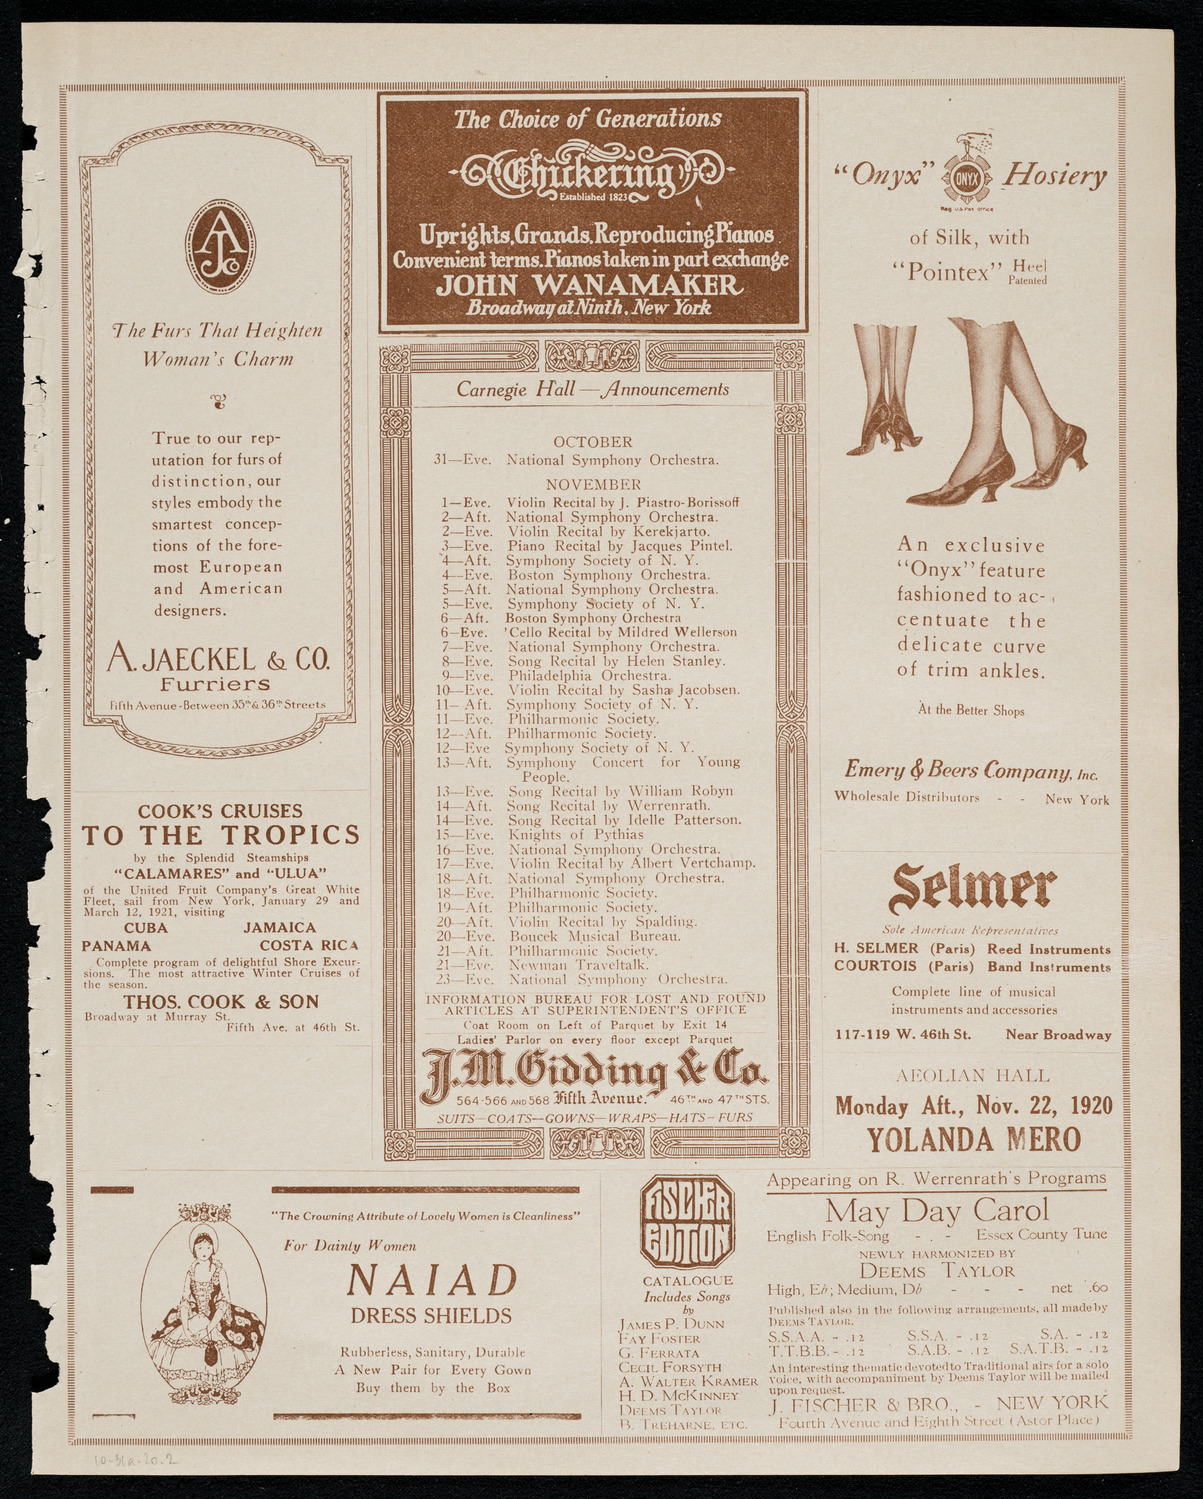 AJCo
The Furs That Heighten
Woman's Charm
True to our rep-
utation for furs of
distinction, our
styles embody the
smartest concep-
tions of the fore-
most European
and American
designers.
A. JAECKEL & CO.
Furriers
Fifth Avenue-Between 35th & 36th Streets
COOK'S CRUISES
TO THE TROPICS
by the Splendid Steamships
"CALAMARES" and "ULUA"
of the United Fruit Company's Great White
Fleet, sail from New York, January 29 and
March 12, 1921, visiting
CUBA JAMAICA
PANAMA COSTA RICA
Complete program of delightful Shore Excur-
sions. The most attractive Winter Cruises of
the season.
THOS. COOK & SON
Broadway at Murray St.
Fifth Ave. at 46th St.
The Choice of Generations
Chickering
Established 1823
Uprights, Grands, Reproducing Pianos
Convenient terms. Pianos taken in part exchange
JOHN WANAMAKER
Broadway at Ninth, New York
Carnegie Hall — Announcements
OCTOBER
31—Eve. National Symphony Orchestra.
NOVEMBER
1—Eve. Violin Recital by J. Piastro-Borissoff
2—Aft. National Symphony Orchestra.
2—Eve. Violin Recital by Kerekjarto.
3—Eve. Piano Recital by Jacques Pintel.
4—Aft. Symphony Society of N. Y.
4—Eve. Boston Symphony Orchestra.
5—Aft. National Symphony Orchestra.
5—Eve. Symphony Society of N. Y.
6—Aft. Boston Symphony Orchestra
6—Eve. 'Cello Recital by Mildred Wellerson
7—Eve. National Symphony Orchestra.
8—Eve. Song Recital by Helen Stanley.
9—Eve. Philadelphia Orchestra.
10—Eve. Violin Recital by Sasha Jacobsen.
11—Aft. Symphony Society of N. Y.
11—Eve. Philharmonic Society.
12—Aft. Philharmonic Society.
12—Eve Symphony Society of N. Y.
13—Aft. Symphony Concert for Young
People.
13—Eve. Song Recital by William Robyn
14—Aft. Song Recital by Werrenrath.
14—Eve. Song Recital by Idelle Patterson.
15—Eve. Knights of Pythias
16—Eve. National Symphony Orchestra.
17—Eve. Violin Recital by Albert Vertchamp.
18—Aft. National Symphony Orchestra.
18—Eve. Philharmonic Society.
19—Aft. Philharmonic Society.
20—Aft. Violin Recital by Spalding.
20—Eve. Boucek Musical Bureau.
21—Aft. Philharmonic Society.
21—Eve. Newman Traveltalk.
23—Eve. National Symphony Orchestra.
INFORMATION BUREAU FOR LOST AND FOUND
ARTICLES AT SUPERINTENDENT'S OFFICE
Coat Room on Left of Parquet by Exit 14
Ladies' Parlor on every floor except Parquet
J.M. Gidding & Co.
564-566 AND 568 Fifth Avenue. 46TH AND 47TH STS.
SUITS—COATS—GOWNS—WRAPS—HATS—FURS
"Onyx" ONYX Hosiery
Reg. U.S. Pat. Office
of Silk, with
"Pointex" Heel
Patented
An exclusive
"Onyx" feature
fashioned to ac-
centuate the
delicate curve
of trim ankles.
At the Better Shops
Emery & Beers Company, Inc.
Wholesale Distributors - - New York
Selmer
Sole American Representatives
H. SELMER (Paris) Reed Instruments
COURTOIS (Paris) Band Instruments
Complete line of musical
instruments and accessories
117-119 W. 46th St. Near Broadway
AEOLIAN HALL
Monday Aft., Nov. 22, 1920
YOLANDA MERO
"The Crowning Attribute of Lovely Women is Cleanliness"
For Dainty Women
NAIAD
DRESS SHIELDS
Rubberless, Sanitary, Durable
A New Pair for Every Gown
Buy them by the Box
FISCHER
EDITION
CATALOGUE
Includes Songs
by
JAMES P. DUNN
FAY FOSTER
G. FERRATA
CECIL FORSYTH
A. WALTER KRAMER
H. D. MCKINNEY
DEEMS TAYLOR
B. TREHARNE, ETC.
Appearing on R. Werrenrath's Programs
May Day Carol
English Folk-Song - . - Essex County Tune
NEWLY HARMONIZED BY
DEEMS TAYLOR
High, E♭; Medium, D♭ - - - net .60
Published also in the following arrangements, all made by
DEEMS TAYLOR.
S.S.A.A. - .12 S.S.A. - .12 S.A. - .12
T.T.B.B. - .12 S.A.B. - .12 S.A.T.B. - .12
An interesting thematic devoted to Traditional airs for a solo
voice, with accompaniment by Deems Taylor will be mailed
upon request.
J. FISCHER & BRO., - NEW YORK
Fourth Avenue and Eighth Street (Astor Place)
10-31a-20.2